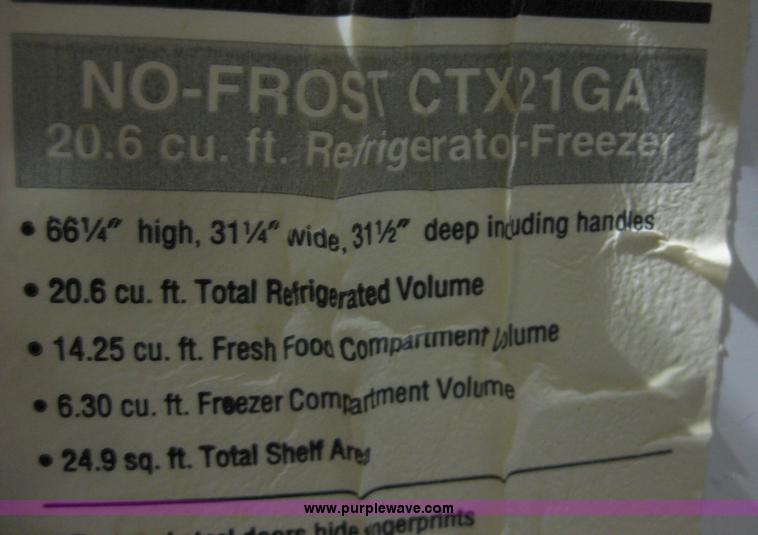 NO-FROST CTX21GA
20.6 cu. ft. Refrigerator-Freezer
• 66¼" high, 31¼" wide, 31½" deep including handles
• 20.6 cu. ft. Total Refrigerated Volume
• 14.25 cu. ft. Fresh Food Compartment Volume
• 6.30 cu. ft. Freezer Compartment Volume
• 24.9 sq. ft. Total Shelf Area
www.purplewave.com
doors hide fingerprints